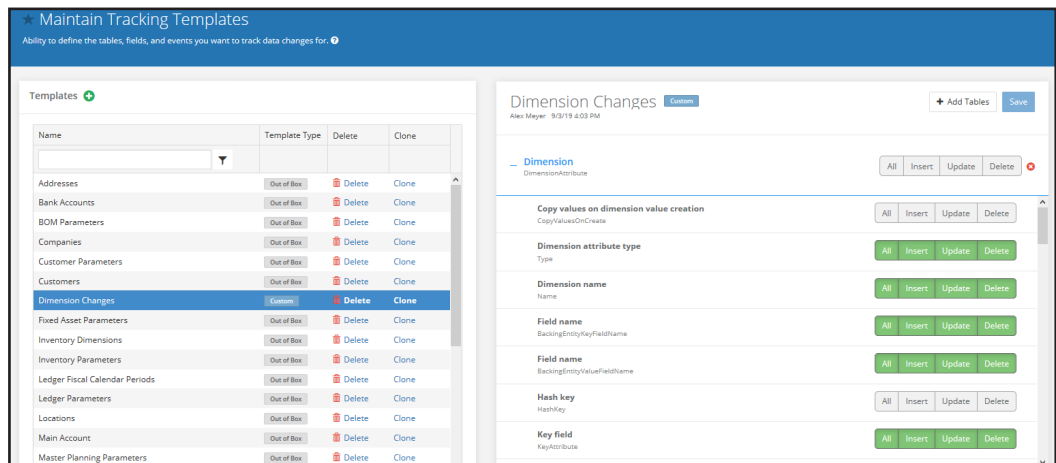 Maintain Tracking Templates
Ability to define the tables, fields, and events you want to track data changes for.
Templates
Name Template Type Delete Clone
Addresses Out of Box Delete Clone
Bank Accounts Out of Box Delete Clone
BOM Parameters Out of Box Delete Clone
Companies Out of Box Delete Clone
Customer Parameters Out of Box Delete Clone
Customers Out of Box Delete Clone
Dimension Changes Custom Delete Clone
Fixed Asset Parameters Out of Box Delete Clone
Inventory Dimensions Out of Box Delete Clone
Inventory Parameters Out of Box Delete Clone
Ledger Fiscal Calendar Periods Out of Box Delete Clone
Ledger Parameters Out of Box Delete Clone
Locations Out of Box Delete Clone
Main Account Out of Box Delete Clone
Master Planning Parameters Out of Box Delete Clone
Dimension Changes Custom + Add Tables Save
Alex Meyer 9/3/19 4:03 PM
Dimension All Insert Update Delete
DimensionAttribute
Copy values on dimension value creation All Insert Update Delete
CopyValuesOnCreate
Dimension attribute type All Insert Update Delete
Type
Dimension name All Insert Update Delete
Name
Field name All Insert Update Delete
BackingEntityKeyFieldName
Field name All Insert Update Delete
BackingEntityValueFieldName
Hash key All Insert Update Delete
HashKey
Key field All Insert Update Delete
KeyAttribute